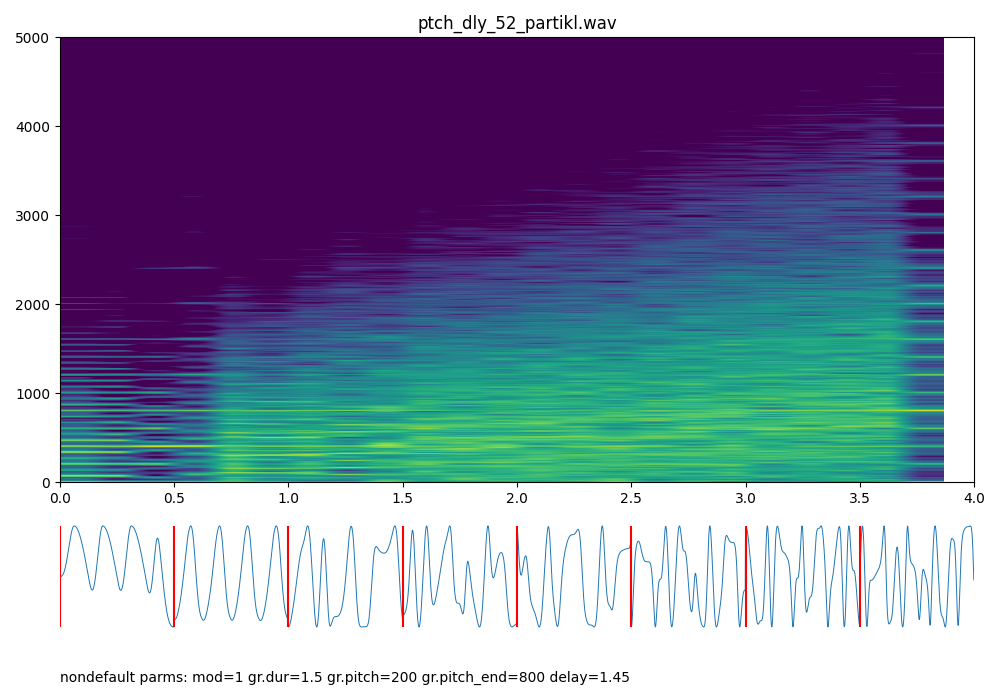 ptch_dly_52_partikl.wav
5000
4000
3000
2000
1000
0
0.0 0.5 1.0 1.5 2.0 2.5 3.0 3.5 4.0
nondefault parms: mod=1 gr.dur=1.5 gr.pitch=200 gr.pitch_end=800 delay=1.45